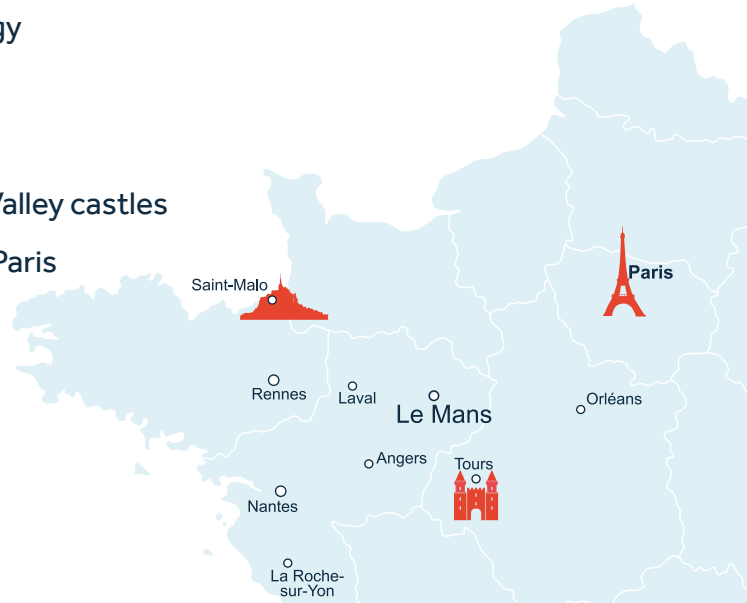 gy
Valley castles
Paris
Saint-Malo
Paris
Rennes
Laval
Le Mans
Orléans
Angers
Tours
Nantes
La Roche-
sur-Yon